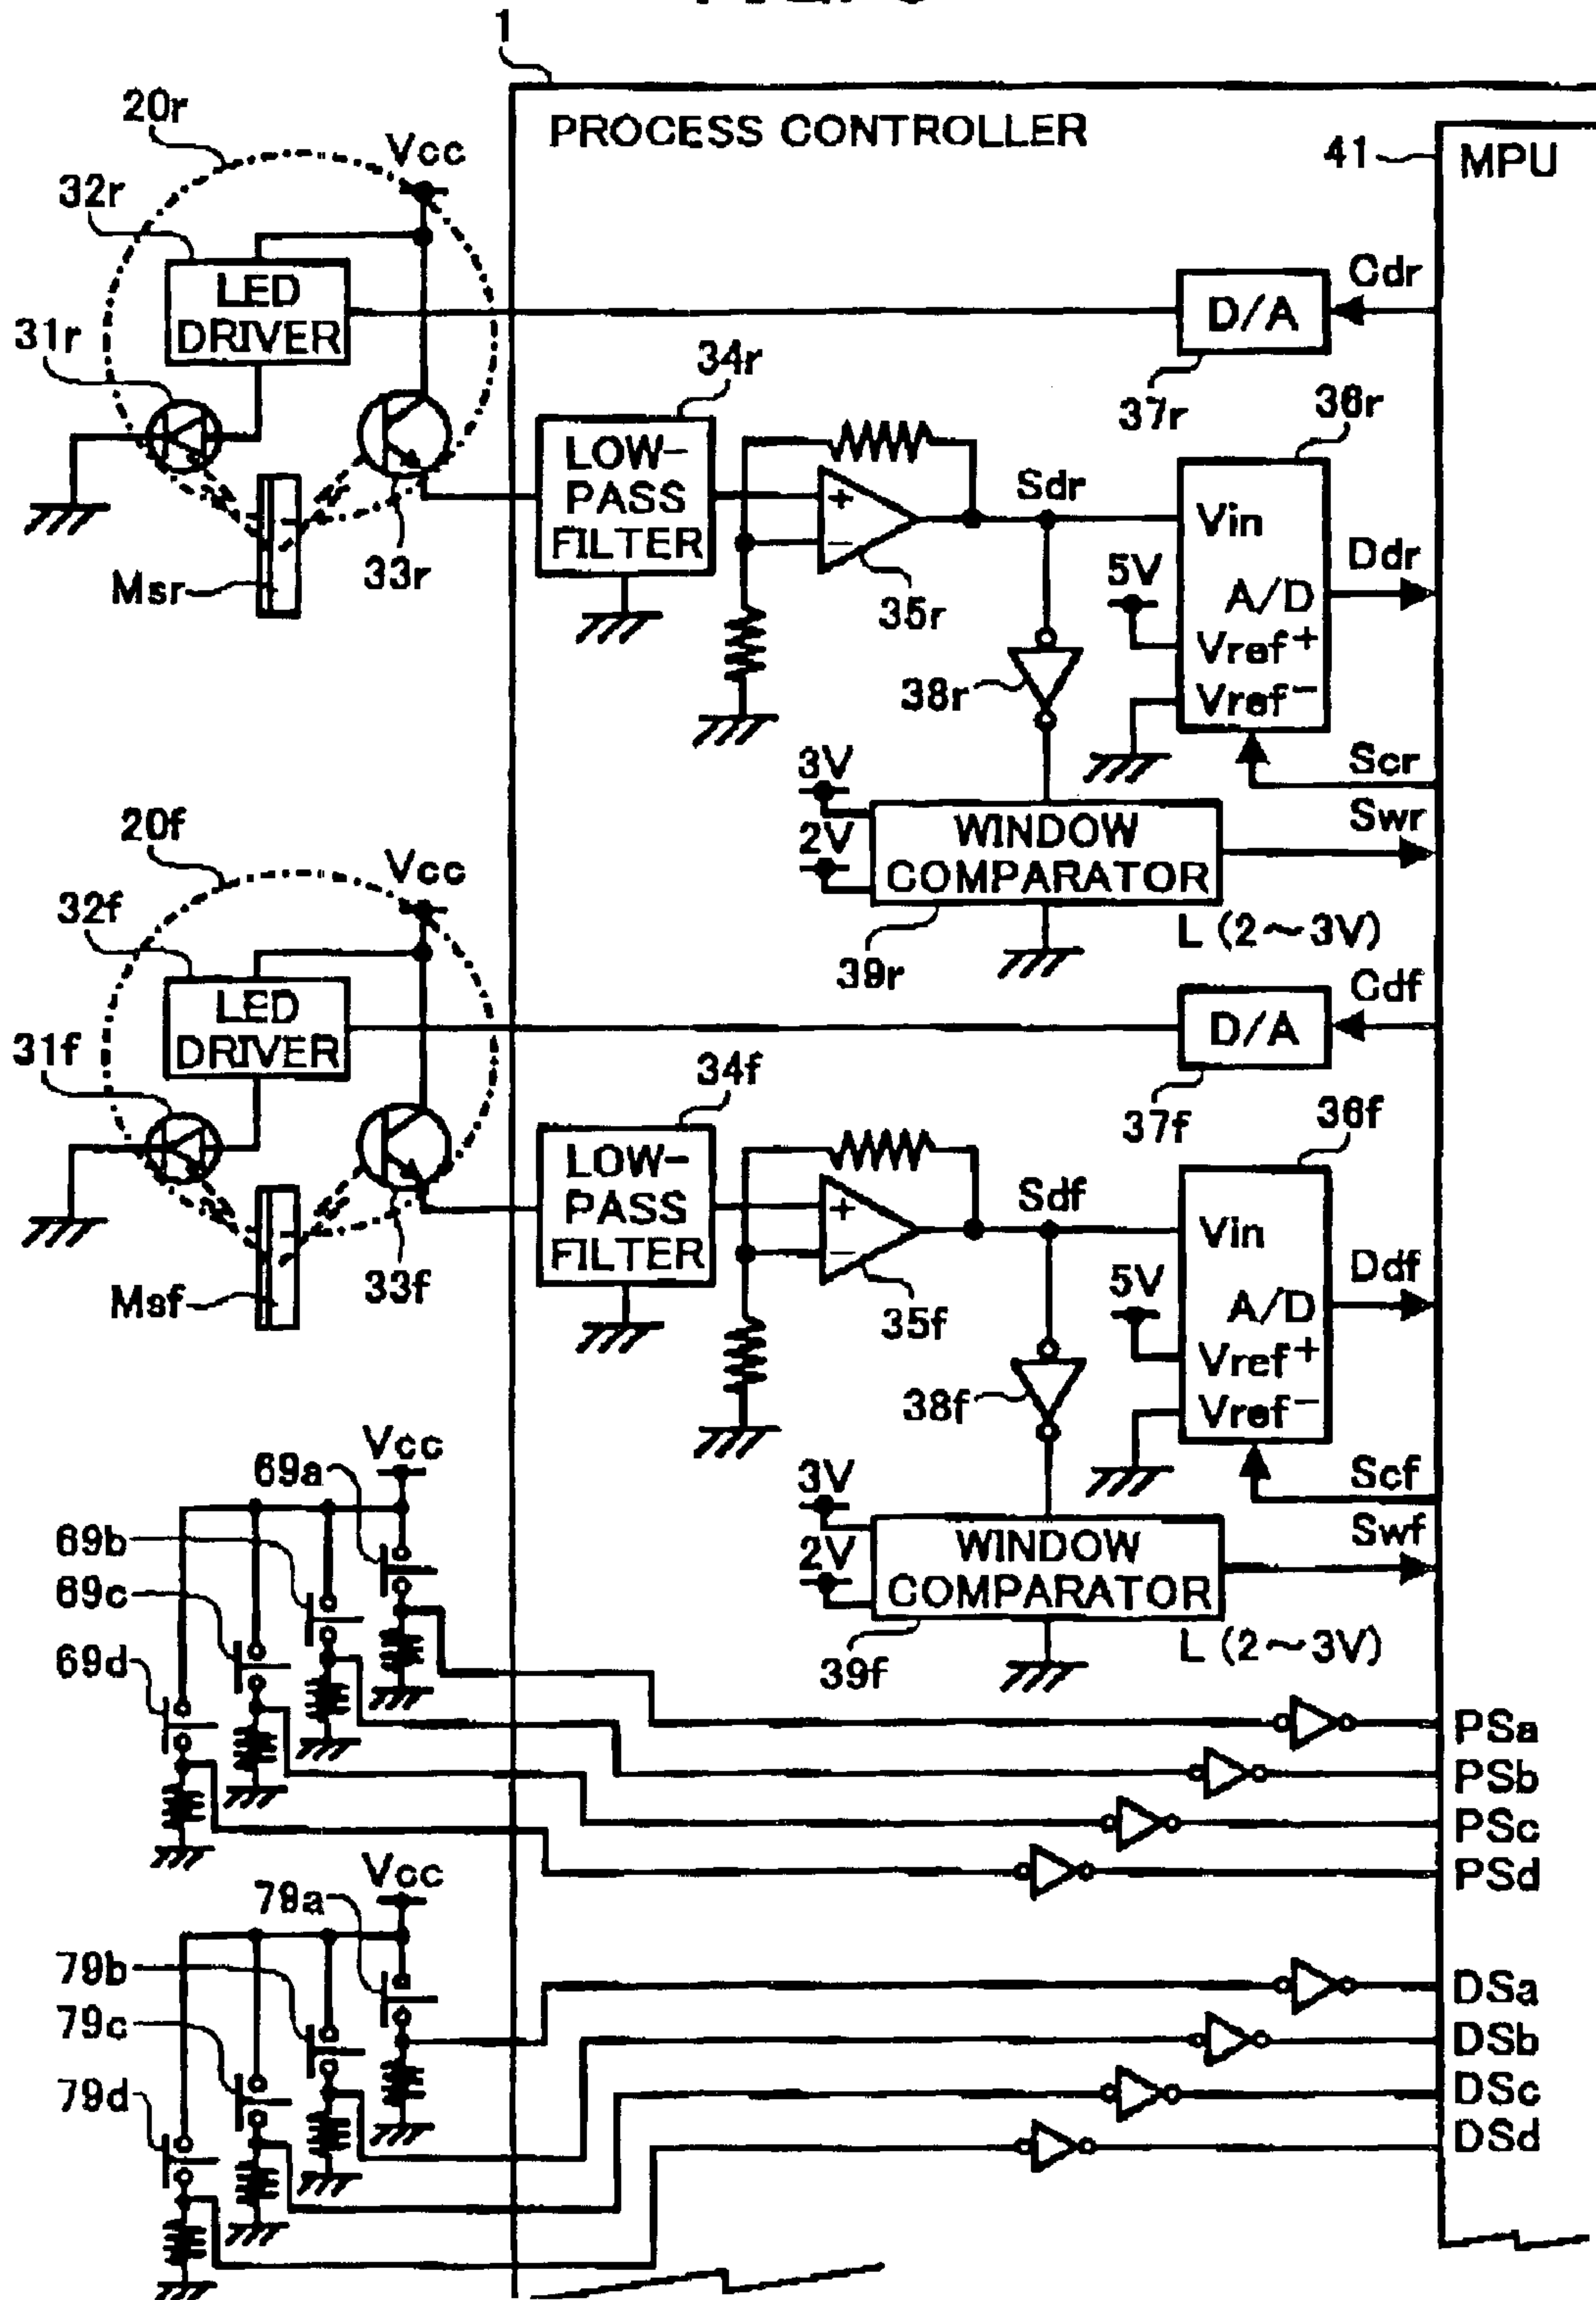 1
PROCESS CONTROLLER
41
MPU
20r
Vcc
32r
LED
DRIVER
31r
Cdr
D/A
37r
34r
36r
LOW-
PASS
FILTER
+
−
Sdr
Vin
Ddr
5V
A/D
Vref+
Vref−
Msr
33r
35r
38r
Scr
3V
2V
WINDOW
COMPARATOR
Swr
L (2～3V)
39r
20f
Vcc
32f
LED
DRIVER
31f
Cdf
D/A
37f
34f
36f
LOW-
PASS
FILTER
+
−
Sdf
Vin
Ddf
5V
A/D
Vref+
Vref−
Msf
33f
35f
38f
Scf
3V
2V
WINDOW
COMPARATOR
Swf
L (2～3V)
39f
Vcc
69a
69b
69c
69d
PSa
PSb
PSc
PSd
Vcc
79a
79b
79c
79d
DSa
DSb
DSc
DSd